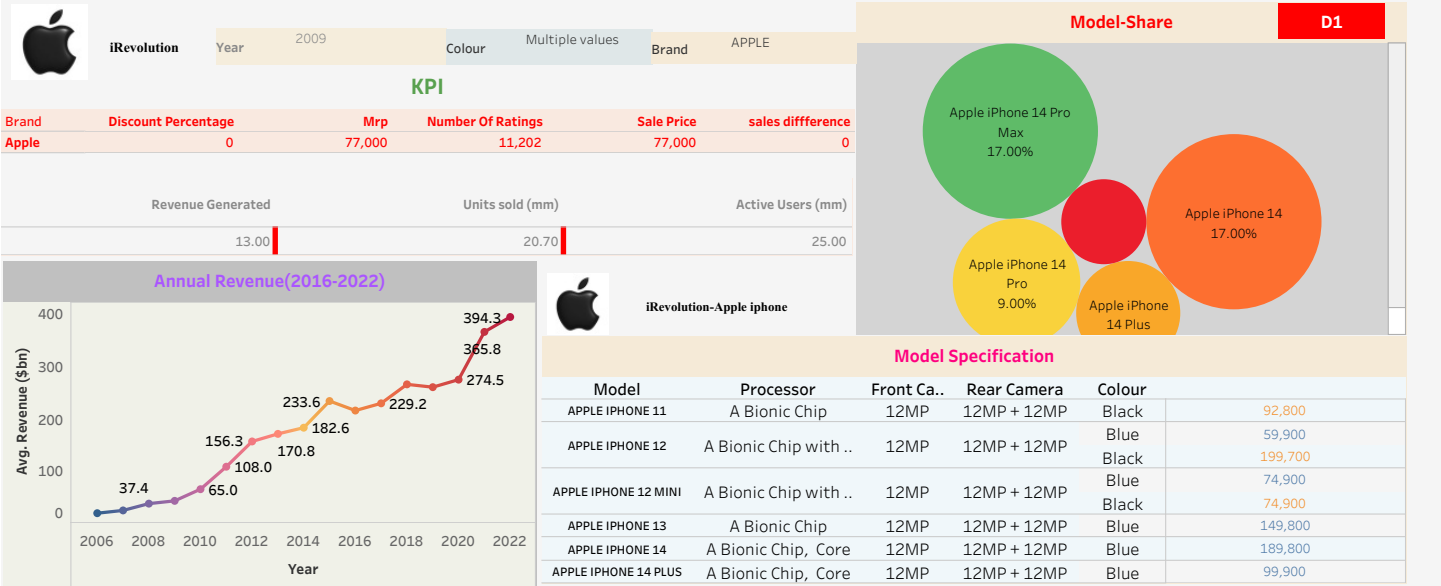 iRevolution
Year 2009
Colour Multiple values
Brand APPLE
KPI
Brand Discount Percentage Mrp Number Of Ratings Sale Price sales diffference
Apple 0 77,000 11,202 77,000 0
Revenue Generated Units sold (mm) Active Users (mm)
13.00 20.70 25.00
Model-Share
D1
Apple iPhone 14 Pro
Max
17.00%
Apple iPhone 14
17.00%
Apple iPhone 14
Pro
9.00%
Apple iPhone
14 Plus
Annual Revenue(2016-2022)
Avg. Revenue ($bn)
400
300
200
100
0
37.4
65.0
108.0
156.3
170.8
182.6
233.6
229.2
274.5
365.8
394.3
2006 2008 2010 2012 2014 2016 2018 2020 2022
Year
iRevolution-Apple iphone
Model Specification
Model Processor Front Ca.. Rear Camera Colour
APPLE IPHONE 11 A Bionic Chip 12MP 12MP + 12MP Black 92,800
APPLE IPHONE 12 A Bionic Chip with .. 12MP 12MP + 12MP Blue 59,900
Black 199,700
APPLE IPHONE 12 MINI A Bionic Chip with .. 12MP 12MP + 12MP Blue 74,900
Black 74,900
APPLE IPHONE 13 A Bionic Chip 12MP 12MP + 12MP Blue 149,800
APPLE IPHONE 14 A Bionic Chip, Core 12MP 12MP + 12MP Blue 189,800
APPLE IPHONE 14 PLUS A Bionic Chip, Core 12MP 12MP + 12MP Blue 99,900